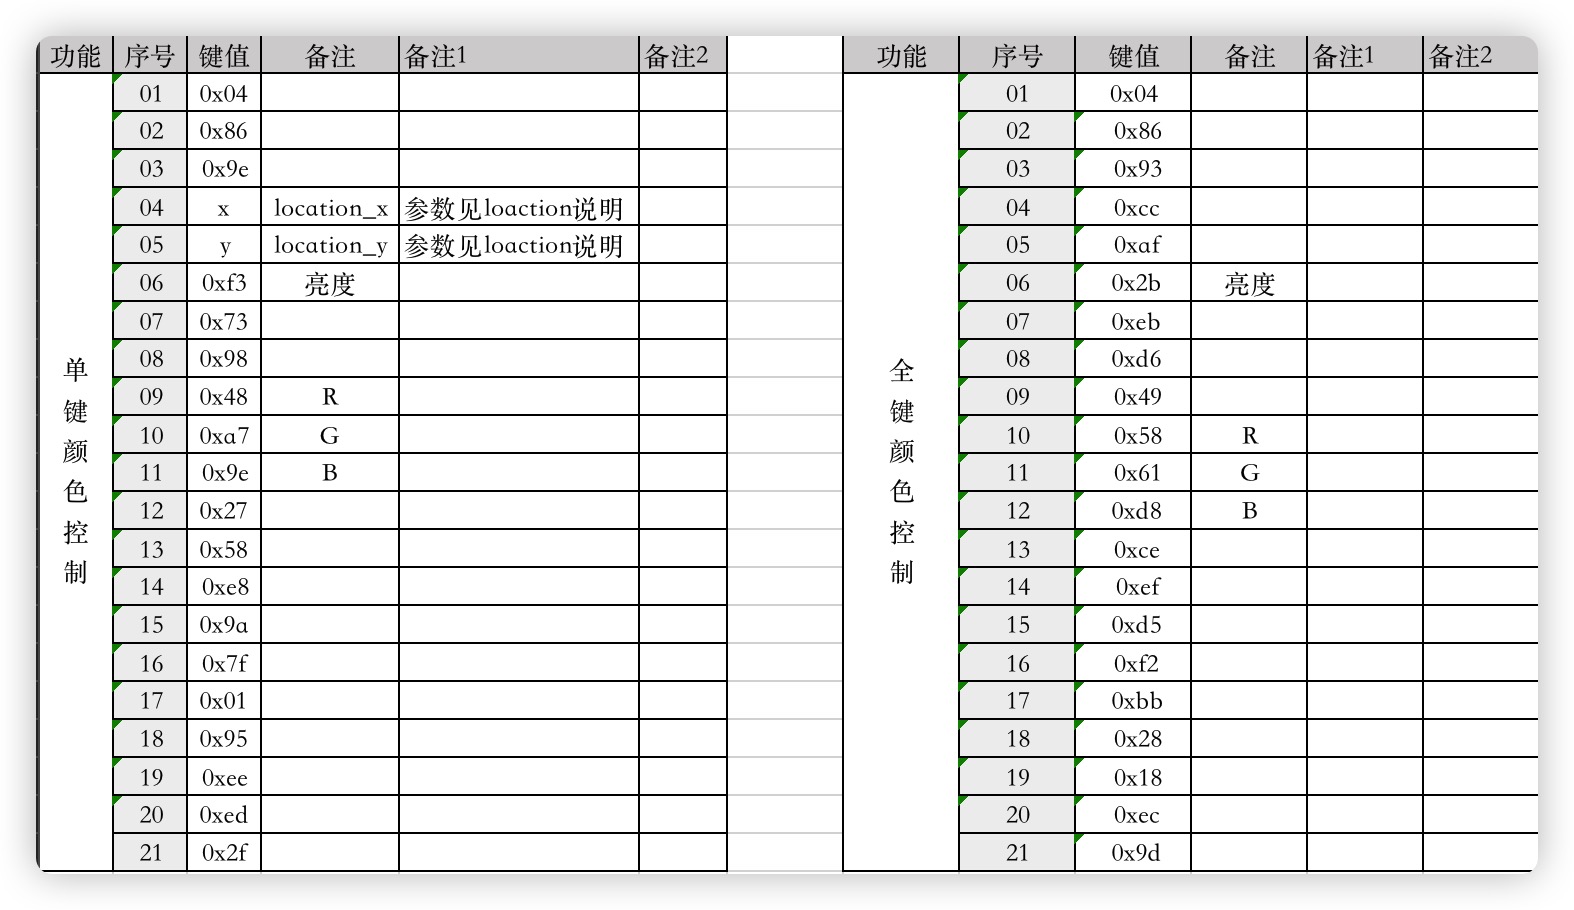 功能 序号 键值 备注 备注1 备注2 功能 序号 键值 备注 备注1 备注2
01 0x04 01 0x04
02 0x86 02 0x86
03 0x9e 03 0x93
04 x location_x 参数见loaction说明 04 0xcc
05 y location_y 参数见loaction说明 05 0xaf
06 0xf3 亮度 06 0x2b 亮度
07 0x73 07 0xeb
08 0x98 08 0xd6
09 0x48 R 09 0x49
10 0xa7 G 10 0x58 R
11 0x9e B 11 0x61 G
12 0x27 12 0xd8 B
13 0x58 13 0xce
14 0xe8 14 0xef
15 0x9a 15 0xd5
16 0x7f 16 0xf2
17 0x01 17 0xbb
18 0x95 18 0x28
19 0xee 19 0x18
20 0xed 20 0xec
21 0x2f 21 0x9d
单键颜色控制
全键颜色控制